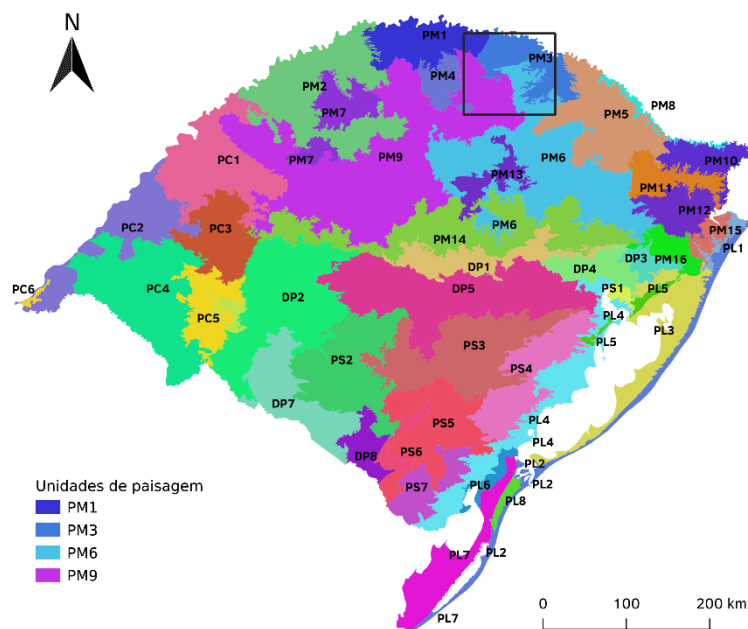 N
PM1
PM3
PM4
PM2
PM7
PM8
PM5
PM10
PC1
PM7
PM9
PM6
PM13
PM11
PM12
PC2
PC3
PM6
PM15
PL1
PM14
DP1
DP4
DP3
PM16
PC6
PC4
PC5
DP2
DP5
PS1
PL5
PL4
PL3
PL5
PS2
PS3
PS4
DP7
PS5
PL4
PL4
DP8
PS6
PL2
PS7
PL6
PL2
PL8
Unidades de paisagem
PM1
PM3
PM6
PM9
PL7
PL2
PL7
0 100 200 km